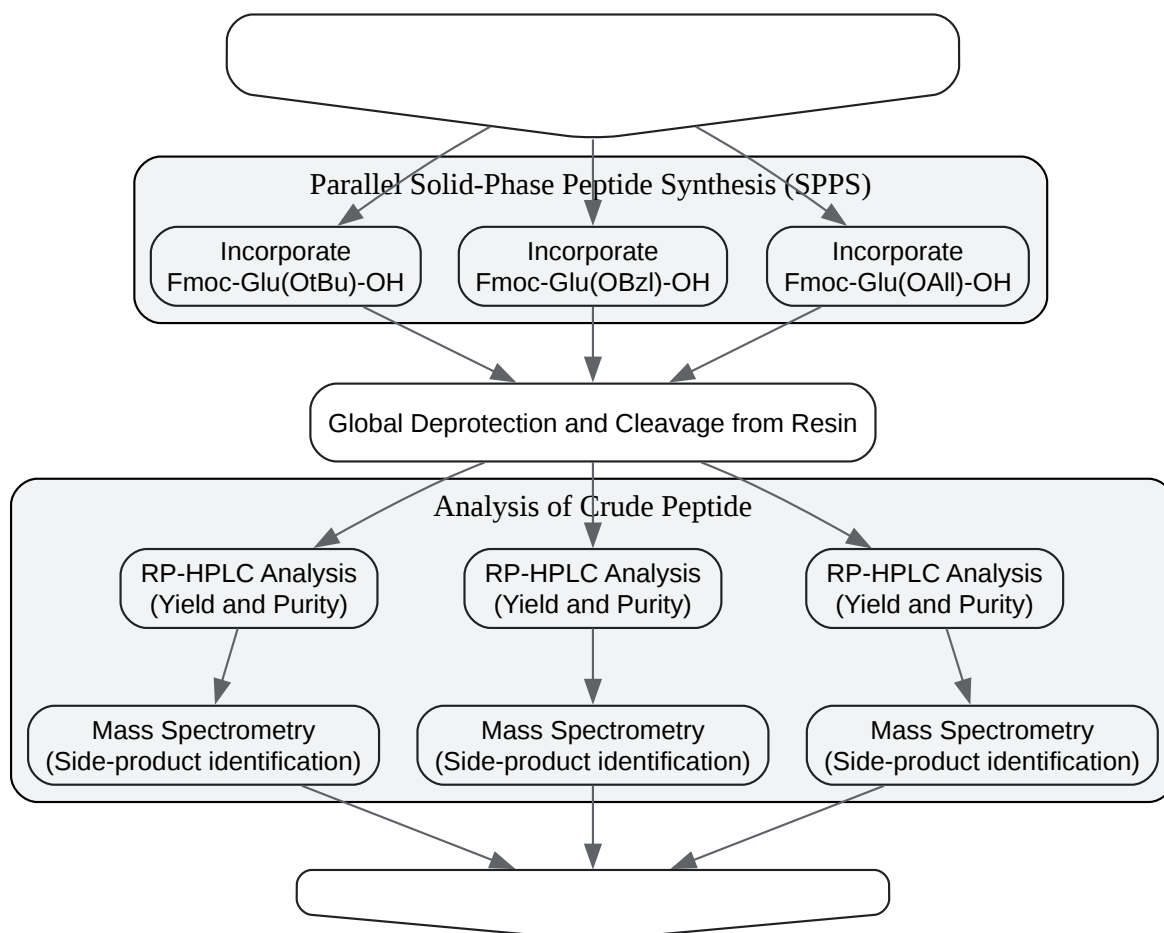 Parallel Solid-Phase Peptide Synthesis (SPPS)
Incorporate
Fmoc-Glu(OtBu)-OH
Incorporate
Fmoc-Glu(OBzl)-OH
Incorporate
Fmoc-Glu(OAll)-OH
Global Deprotection and Cleavage from Resin
Analysis of Crude Peptide
RP-HPLC Analysis
(Yield and Purity)
RP-HPLC Analysis
(Yield and Purity)
RP-HPLC Analysis
(Yield and Purity)
Mass Spectrometry
(Side-product identification)
Mass Spectrometry
(Side-product identification)
Mass Spectrometry
(Side-product identification)